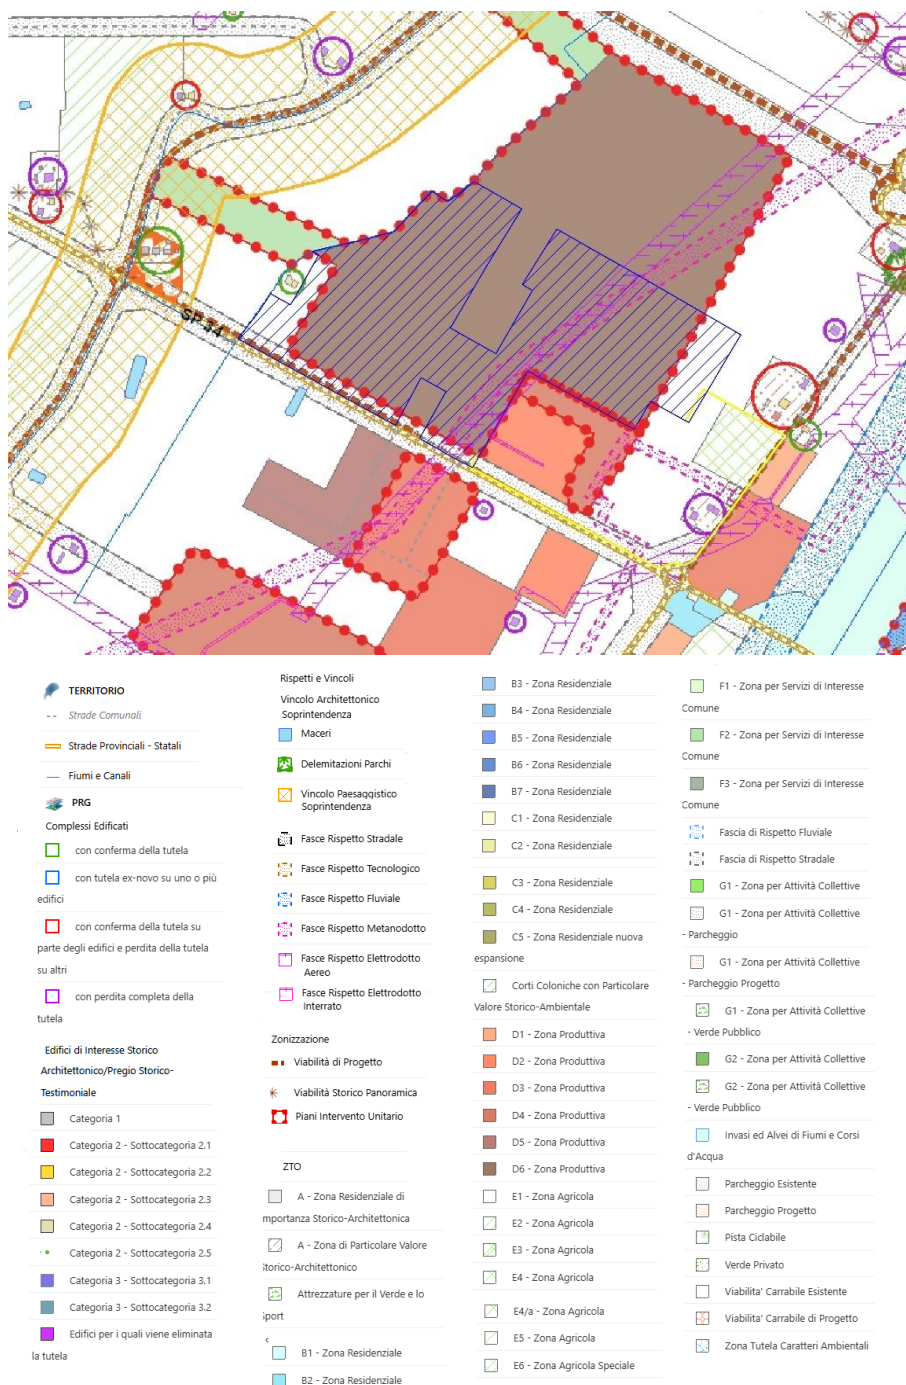 SP 34
TERRITORIO
Strade Comunali
Strade Provinciali - Statali
Fiumi e Canali
PRG
Complessi Edificati
con conferma della tutela
con tutela ex-novo su uno o più
edifici
con conferma della tutela su
parte degli edifici e perdita della tutela
su altri
con perdita completa della
tutela
Edifici di Interesse Storico
Architettonico/Pregio Storico-
Testimoniale
Categoria 1
Categoria 2 - Sottocategoria 2.1
Categoria 2 - Sottocategoria 2.2
Categoria 2 - Sottocategoria 2.3
Categoria 2 - Sottocategoria 2.4
Categoria 2 - Sottocategoria 2.5
Categoria 3 - Sottocategoria 3.1
Categoria 3 - Sottocategoria 3.2
Edifici per i quali viene eliminata
la tutela
Rispetti e Vincoli
Vincolo Architettonico
Soprintendenza
Maceri
Delemitazioni Parchi
Vincolo Paesaggistico
Soprintendenza
Fasce Rispetto Stradale
Fasce Rispetto Tecnologico
Fasce Rispetto Fluviale
Fasce Rispetto Metanodotto
Fasce Rispetto Elettrodotto
Aereo
Fasce Rispetto Elettrodotto
Interrato
Zonizzazione
Viabilità di Progetto
Viabilità Storico Panoramica
Piani Intervento Unitario
ZTO
A - Zona Residenziale di
mportanza Storico-Architettonica
A - Zona di Particolare Valore
Storico-Architettonico
Attrezzature per il Verde e lo
Sport
B1 - Zona Residenziale
B2 - Zona Residenziale
B3 - Zona Residenziale
B4 - Zona Residenziale
B5 - Zona Residenziale
B6 - Zona Residenziale
B7 - Zona Residenziale
C1 - Zona Residenziale
C2 - Zona Residenziale
C3 - Zona Residenziale
C4 - Zona Residenziale
C5 - Zona Residenziale nuova
espansione
Corti Coloniche con Particolare
Valore Storico-Ambientale
D1 - Zona Produttiva
D2 - Zona Produttiva
D3 - Zona Produttiva
D4 - Zona Produttiva
D5 - Zona Produttiva
D6 - Zona Produttiva
E1 - Zona Agricola
E2 - Zona Agricola
E3 - Zona Agricola
E4 - Zona Agricola
E4/a - Zona Agricola
E5 - Zona Agricola
E6 - Zona Agricola Speciale
F1 - Zona per Servizi di Interesse
Comune
F2 - Zona per Servizi di Interesse
Comune
F3 - Zona per Servizi di Interesse
Comune
Fascia di Rispetto Fluviale
Fascia di Rispetto Stradale
G1 - Zona per Attività Collettive
G1 - Zona per Attività Collettive
- Parcheggio
G1 - Zona per Attività Collettive
- Parcheggio Progetto
G1 - Zona per Attività Collettive
- Verde Pubblico
G2 - Zona per Attività Collettive
G2 - Zona per Attività Collettive
- Verde Pubblico
Invasi ed Alvei di Fiumi e Corsi
d'Acqua
Parcheggio Esistente
Parcheggio Progetto
Pista Ciclabile
Verde Privato
Viabilita' Carrabile Esistente
Viabilita' Carrabile di Progetto
Zona Tutela Caratteri Ambientali